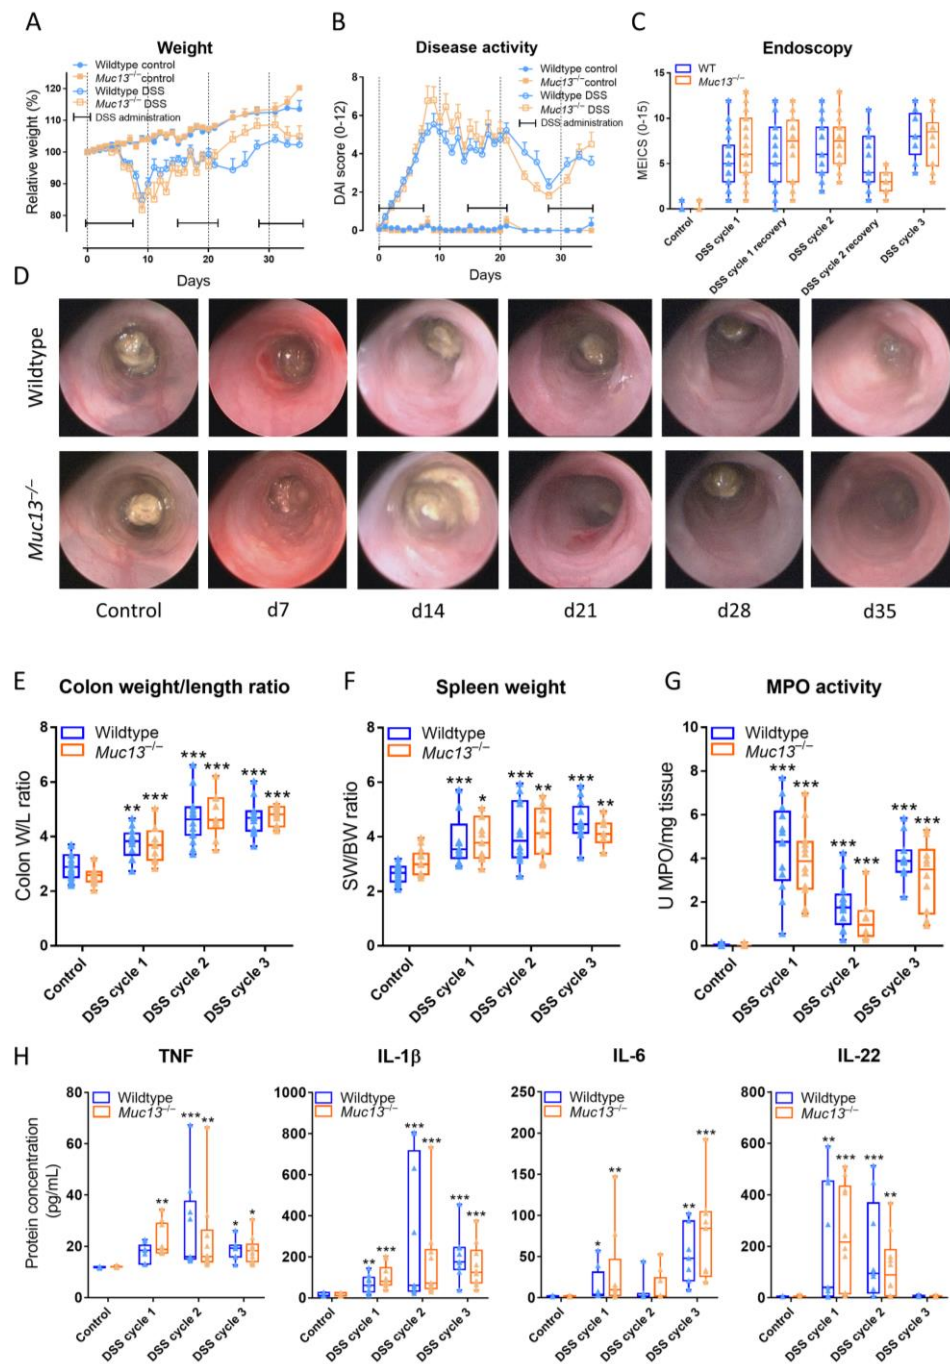 A
Weight
Wildtype control
Muc13–/– control
Wildtype DSS
Muc13–/– DSS
DSS administration
Relative weight (%)
120
110
100
90
80
0
10
20
30
Days
B
Disease activity
Wildtype control
Muc13–/– control
Wildtype DSS
Muc13–/– DSS
DSS administration
DAI score (0-12)
8
6
4
2
0
0
10
20
30
Days
C
Endoscopy
WT
Muc13–/–
MEICS (0-15)
15
10
5
0
Control
DSS cycle 1
DSS cycle 1 recovery
DSS cycle 2
DSS cycle 2 recovery
DSS cycle 3
D
Wildtype
Muc13–/–
Control
d7
d14
d21
d28
d35
E
Colon weight/length ratio
Wildtype
Muc13–/–
Colon W/L ratio
8
6
4
2
0
** *** *** *** *** ***
Control
DSS cycle 1
DSS cycle 2
DSS cycle 3
F
Spleen weight
Wildtype
Muc13–/–
SW/BW ratio
8
6
4
2
0
*** * *** ** *** **
Control
DSS cycle 1
DSS cycle 2
DSS cycle 3
G
MPO activity
Wildtype
Muc13–/–
U MPO/mg tissue
10
8
6
4
2
0
*** *** *** *** *** ***
Control
DSS cycle 1
DSS cycle 2
DSS cycle 3
H
TNF
Wildtype
Muc13–/–
Protein concentration
(pg/mL)
80
60
40
20
0
** *** ** * *
Control
DSS cycle 1
DSS cycle 2
DSS cycle 3
IL-1β
Wildtype
Muc13–/–
1000
800
600
400
200
0
** *** *** *** *** ***
Control
DSS cycle 1
DSS cycle 2
DSS cycle 3
IL-6
Wildtype
Muc13–/–
250
200
150
100
50
0
* ** ** ***
Control
DSS cycle 1
DSS cycle 2
DSS cycle 3
IL-22
Wildtype
Muc13–/–
800
600
400
200
0
** *** *** **
Control
DSS cycle 1
DSS cycle 2
DSS cycle 3